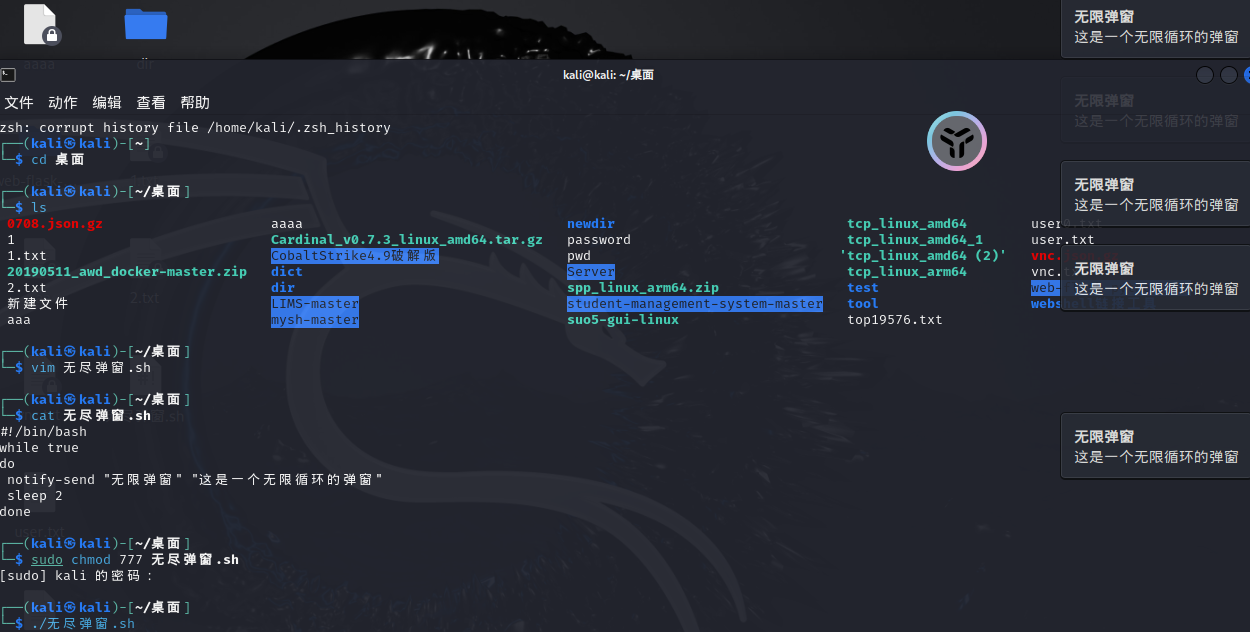 无限弹窗
这是一个无限循环的弹窗
aaaa
dir
kali@kali: ~/桌面
文件 动作 编辑 查看 帮助
无限弹窗
这是一个无限循环的弹窗
zsh: corrupt history file /home/kali/.zsh_history
┌──(kali㉿kali)-[~]
└─$ cd 桌面
┌──(kali㉿kali)-[~/桌面]
└─$ ls
无限弹窗
这是一个无限循环的弹窗
0708.json.gz aaaa newdir tcp_linux_amd64 user0.txt
1 Cardinal_v0.7.3_linux_amd64.tar.gz password tcp_linux_amd64_1 user.txt
1.txt CobaltStrike4.9破解版 pwd 'tcp_linux_amd64 (2)' vnc.
20190511_awd_docker-master.zip dict Server tcp_linux_arm64 vnc.
2.txt dir spp_linux_arm64.zip test web-
新建文件 LIMS-master student-management-system-master tool
aaa mysh-master suo5-gui-linux top19576.txt
无限弹窗
这是一个无限循环的弹窗
2.txt
┌──(kali㉿kali)-[~/桌面]
└─$ vim 无尽弹窗.sh
┌──(kali㉿kali)-[~/桌面]
└─$ cat 无尽弹窗.sh
#!/bin/bash
while true
do
notify-send "无限弹窗" "这是一个无限循环的弹窗"
sleep 2
done
无限弹窗
这是一个无限循环的弹窗
user.txt
┌──(kali㉿kali)-[~/桌面]
└─$ sudo chmod 777 无尽弹窗.sh
[sudo] kali 的密码：
┌──(kali㉿kali)-[~/桌面]
└─$ ./无尽弹窗.sh